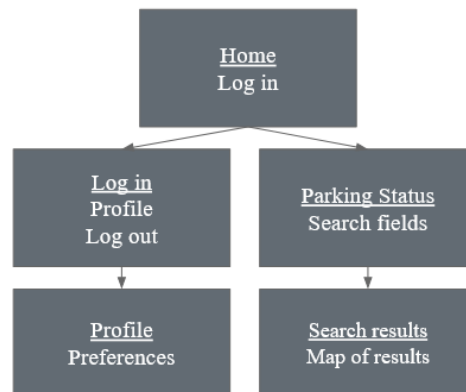 Home
Log in
Log in
Profile
Log out
Parking Status
Search fields
Profile
Preferences
Search results
Map of results